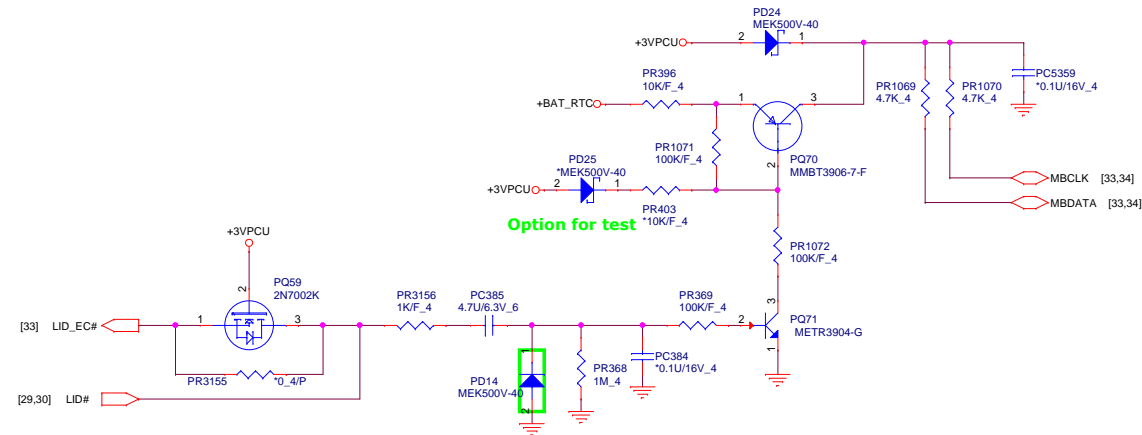 PD24
MEK500V-40
+3VPCU
2
1
PR396
10K/F_4
PR1069
4.7K_4
PR1070
4.7K_4
PC5359
*0.1U/16V_4
+BAT_RTC
1
3
PR1071
100K/F_4
PD25
*MEK500V-40
2
PQ70
MMBT3906-7-F
+3VPCU
2
1
MBCLK [33,34]
PR403
*10K/F_4
MBDATA [33,34]
Option for test
+3VPCU
PR1072
100K/F_4
PQ59
2N7002K
2
PR3156
1K/F_4
PC385
4.7U/6.3V_6
PR369
100K/F_4
3
PQ71
METR3904-G
[33] LID_EC#
1
3
2
1
1
PR368
1M_4
PC384
*0.1U/16V_4
PR3155
*0_4/P
PD14
MEK500V-40
2
[29,30] LID#